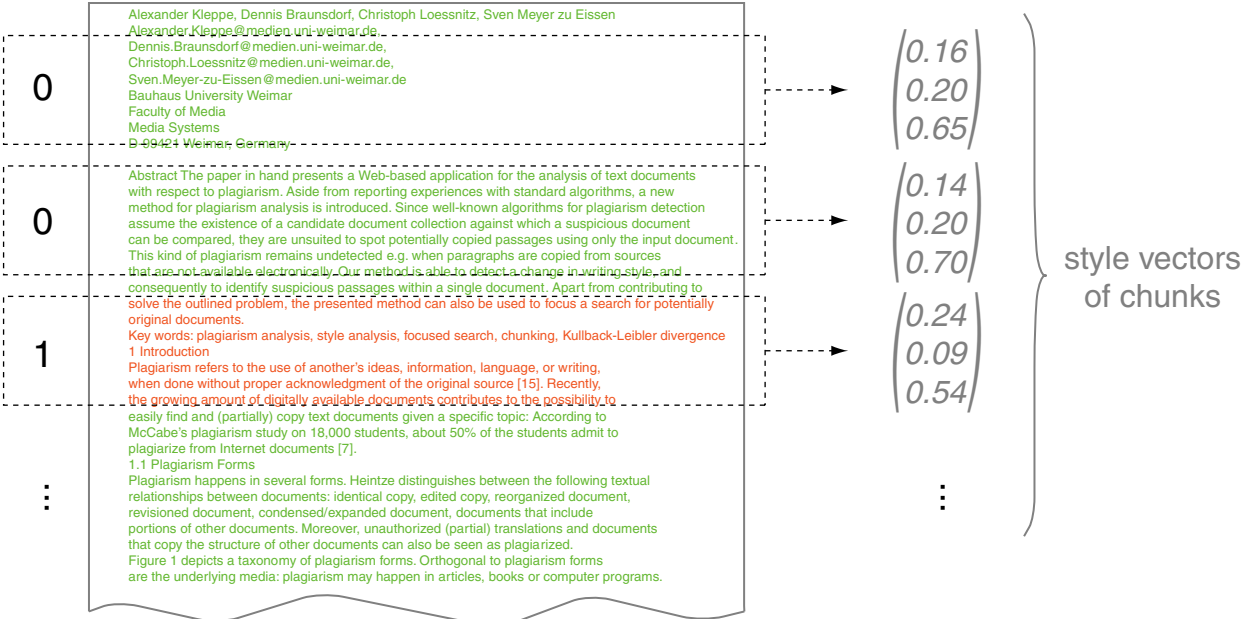 Alexander Kleppe, Dennis Braunsdorf, Christoph Loessnitz, Sven Meyer zu Eissen
Alexander.Kleppe@medien.uni-weimar.de,
Dennis.Braunsdorf@medien.uni-weimar.de,
Christoph.Loessnitz@medien.uni-weimar.de,
Sven.Meyer-zu-Eissen@medien.uni-weimar.de
Bauhaus University Weimar
Faculty of Media
Media Systems
D-99421 Weimar, Germany
0
0.16
0.20
0.65
Abstract The paper in hand presents a Web-based application for the analysis of text documents
with respect to plagiarism. Aside from reporting experiences with standard algorithms, a new
method for plagiarism analysis is introduced. Since well-known algorithms for plagiarism detection
assume the existence of a candidate document collection against which a suspicious document
can be compared, they are unsuited to spot potentially copied passages using only the input document.
This kind of plagiarism remains undetected e.g. when paragraphs are copied from sources
that are not available electronically. Our method is able to detect a change in writing style, and
consequently to identify suspicious passages within a single document. Apart from contributing to
0
0.14
0.20
0.70
solve the outlined problem, the presented method can also be used to focus a search for potentially
original documents.
Key words: plagiarism analysis, style analysis, focused search, chunking, Kullback-Leibler divergence
1 Introduction
Plagiarism refers to the use of another's ideas, information, language, or writing,
when done without proper acknowledgment of the original source [15]. Recently,
the growing amount of digitally available documents contributes to the possibility to
1
0.24
0.09
0.54
easily find and (partially) copy text documents given a specific topic: According to
McCabe's plagiarism study on 18,000 students, about 50% of the students admit to
plagiarize from Internet documents [7].
1.1 Plagiarism Forms
Plagiarism happens in several forms. Heintze distinguishes between the following textual
relationships between documents: identical copy, edited copy, reorganized document,
revisioned document, condensed/expanded document, documents that include
portions of other documents. Moreover, unauthorized (partial) translations and documents
that copy the structure of other documents can also be seen as plagiarized.
Figure 1 depicts a taxonomy of plagiarism forms. Orthogonal to plagiarism forms
are the underlying media: plagiarism may happen in articles, books or computer programs.
style vectors
of chunks